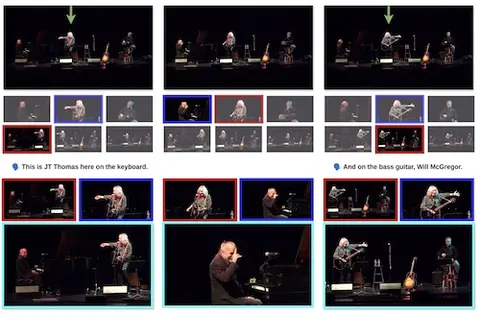 This is JT Thomas here on the keyboard.
And on the bass guitar, Will McGregor.